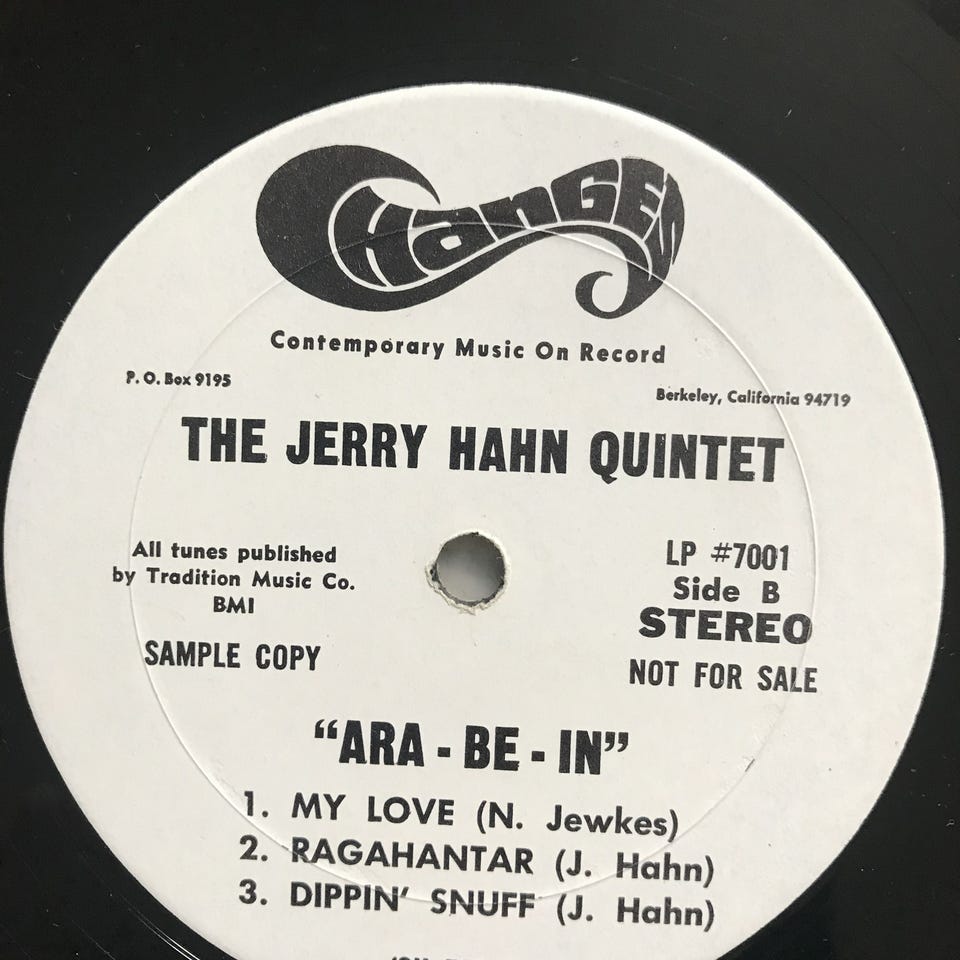 CHanGES
Contemporary Music On Record
P. O. Box 9195
Berkeley, California 94719
THE JERRY HAHN QUINTET
All tunes published
by Tradition Music Co.
BMI
SAMPLE COPY
LP #7001
Side B
STEREO
NOT FOR SALE
“ARA - BE - IN”
1. MY LOVE (N. Jewkes)
2. RAGAHANTAR (J. Hahn)
3. DIPPIN' SNUFF (J. Hahn)